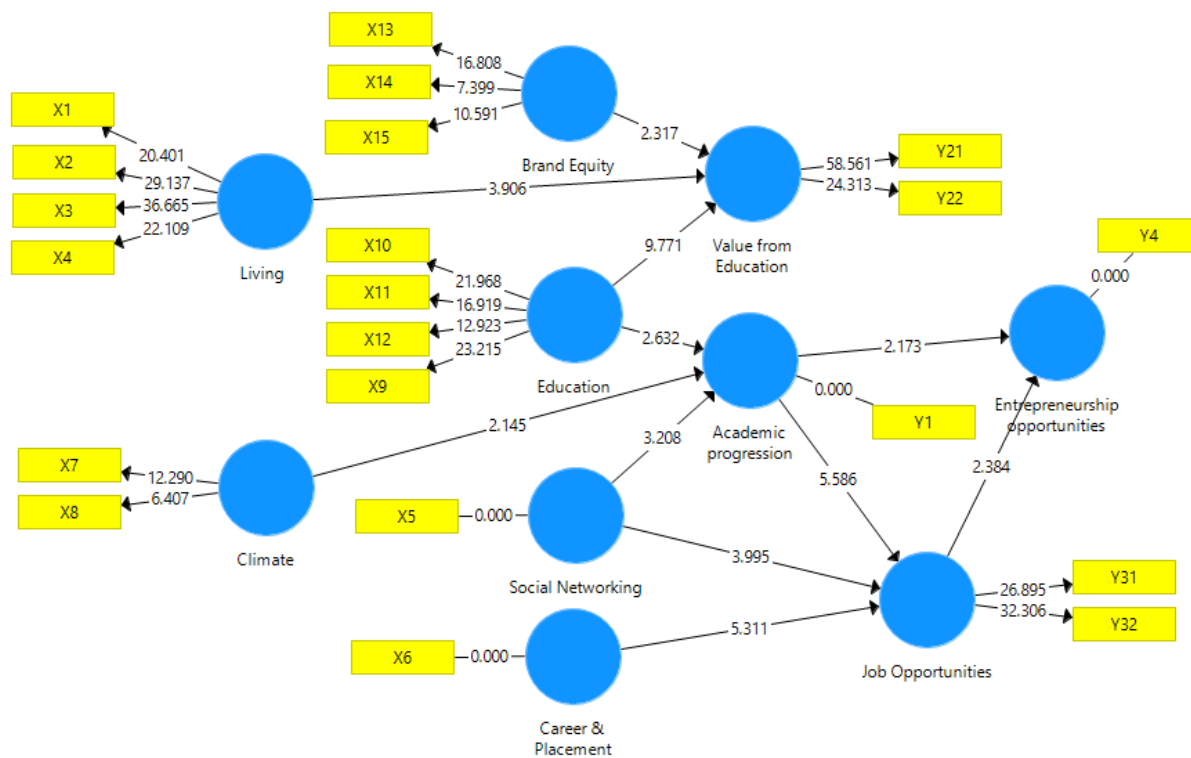 X13
16.808
X14
7.399
X15
10.591
Brand Equity
2.317
X1
20.401
X2
29.137
X3
36.665
X4
22.109
Living
3.906
Y21
58.561
Y22
24.313
Value from
Education
X10
21.968
X11
16.919
X12
12.923
X9
23.215
Education
9.771
2.632
Y4
0.000
Entrepreneurship
opportunities
2.173
0.000
Y1
Academic
progression
2.145
3.208
5.586
2.384
X7
12.290
X8
6.407
Climate
X5
0.000
Social Networking
3.995
X6
0.000
Career &
Placement
5.311
Y31
26.895
Y32
32.306
Job Opportunities